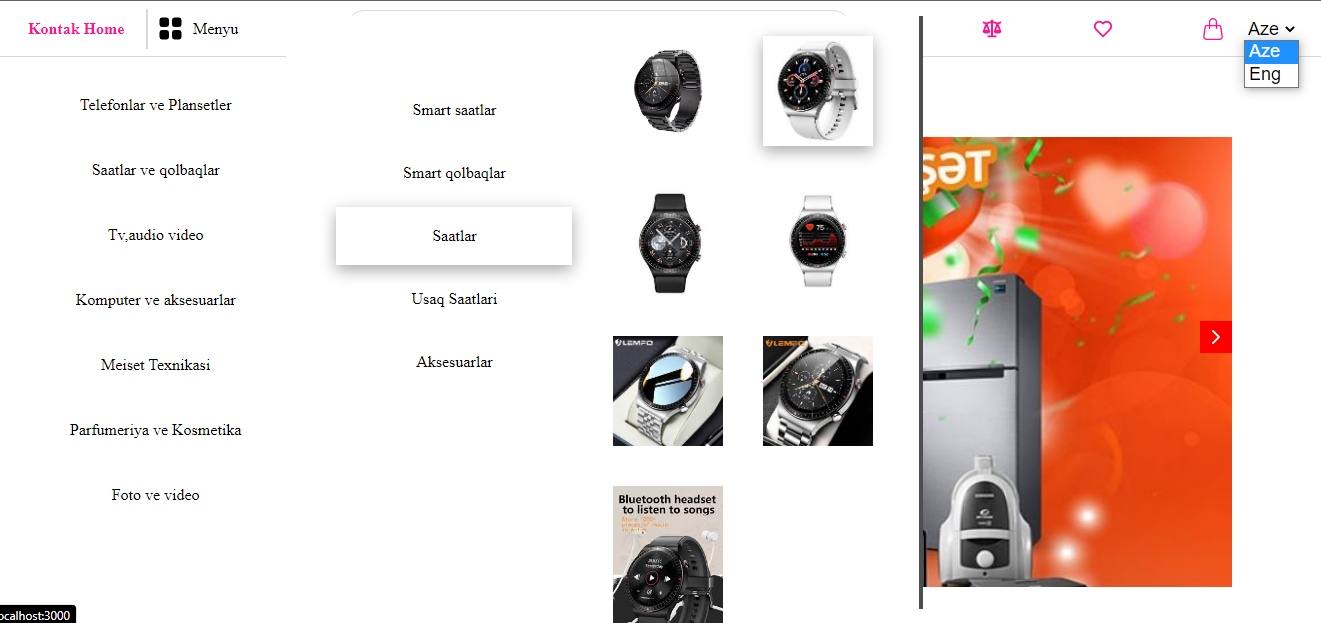 Kontak Home
Menyu
Aze
Aze
Eng
Telefonlar ve Plansetler
Saatlar ve qolbaqlar
Tv,audio video
Komputer ve aksesuarlar
Meiset Texnikasi
Parfumeriya ve Kosmetika
Foto ve video
Smart saatlar
Smart qolbaqlar
Saatlar
Usaq Saatlari
Aksesuarlar
75
LEMFO
LEMFO
Bluetooth headset
to listen to songs
ŞƏT
SAMSUNG
ocalhost:3000